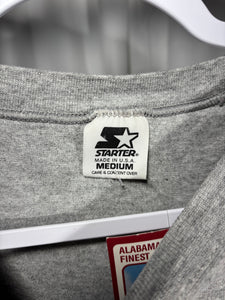 STARTER®
MADE IN U.S.A
MEDIUM
CARE & CONTENT OVER
ALABAMA
FINEST